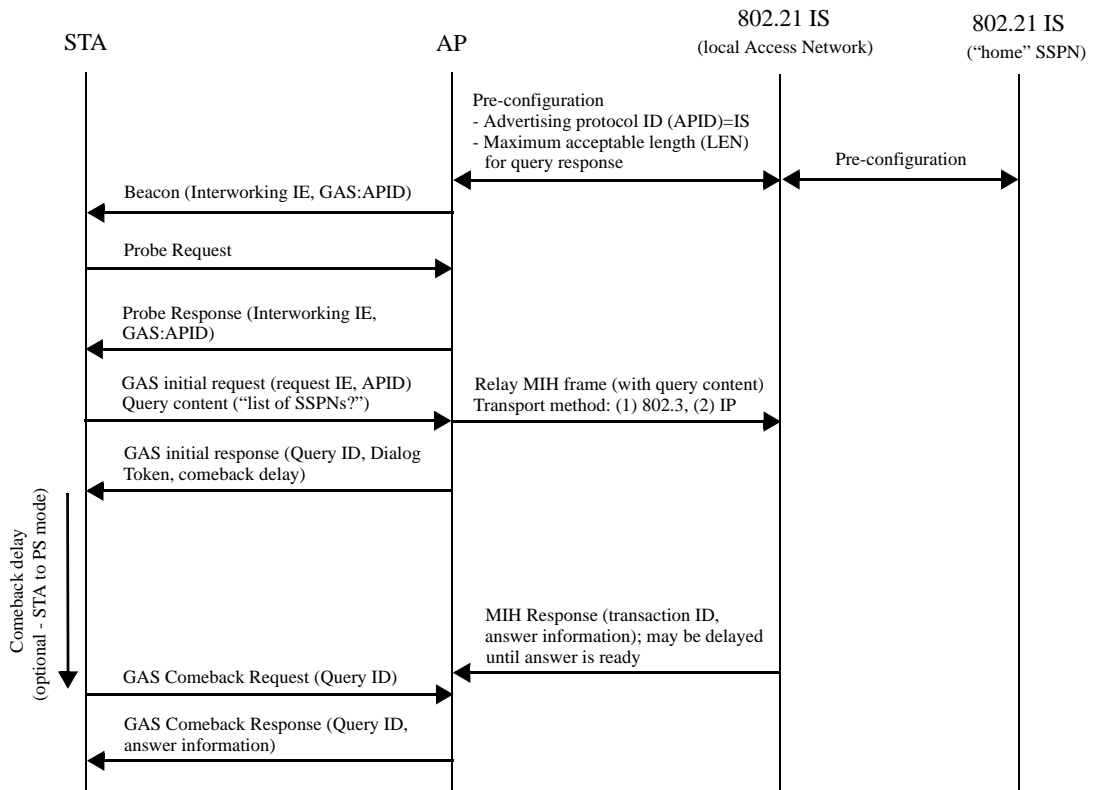 STA
AP
802.21 IS
(local Access Network)
802.21 IS
(“home” SSPN)
Pre-configuration
- Advertising protocol ID (APID)=IS
- Maximum acceptable length (LEN)
for query response
Pre-configuration
Beacon (Interworking IE, GAS:APID)
Probe Request
Probe Response (Interworking IE,
GAS:APID)
GAS initial request (request IE, APID)
Query content (“list of SSPNs?”)
Relay MIH frame (with query content)
Transport method: (1) 802.3, (2) IP
GAS initial response (Query ID, Dialog
Token, comeback delay)
Comeback delay
(optional - STA to PS mode)
MIH Response (transaction ID,
answer information); may be delayed
until answer is ready
GAS Comeback Request (Query ID)
GAS Comeback Response (Query ID,
answer information)